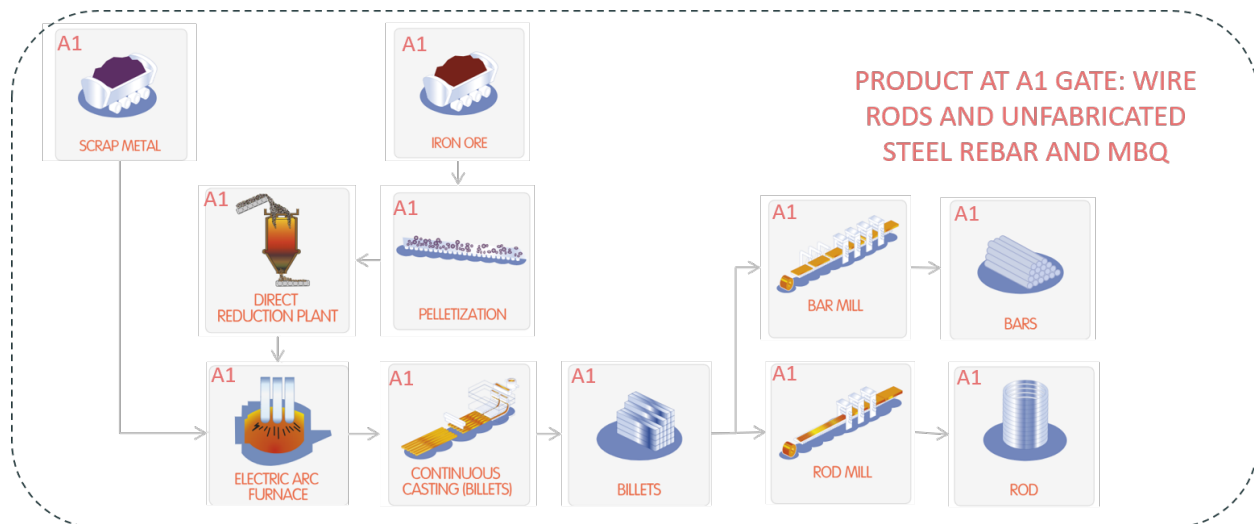 A1
SCRAP METAL
A1
IRON ORE
PRODUCT AT A1 GATE: WIRE
RODS AND UNFABRICATED
STEEL REBAR AND MBQ
A1
DIRECT
REDUCTION PLANT
A1
PELLETIZATION
A1
BAR MILL
A1
BARS
A1
ELECTRIC ARC
FURNACE
A1
CONTINUOUS
CASTING (BILLETS)
A1
BILLETS
A1
ROD MILL
A1
ROD